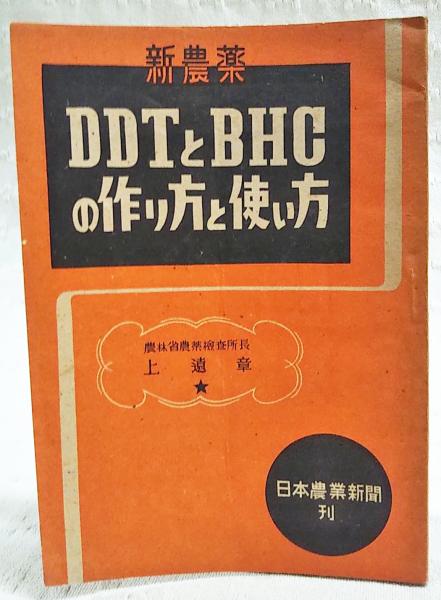 新農薬
DDTとBHC
の作り方と使い方
農林省農薬檢査所長
上遠章
★
日本農業新聞
刊